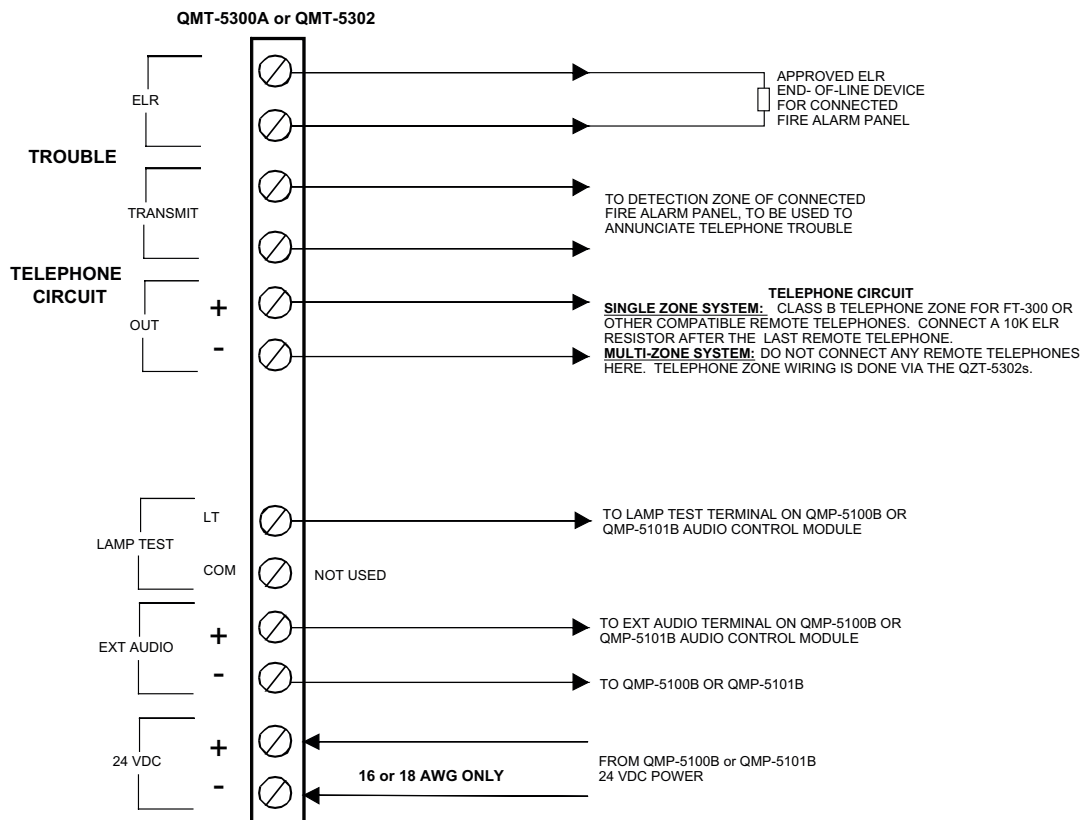 QMT-5300A or QMT-5302
ELR
APPROVED ELR
END- OF-LINE DEVICE
FOR CONNECTED
FIRE ALARM PANEL
TROUBLE
TRANSMIT
TO DETECTION ZONE OF CONNECTED
FIRE ALARM PANEL, TO BE USED TO
ANNUNCIATE TELEPHONE TROUBLE
TELEPHONE
CIRCUIT
OUT
+
-
TELEPHONE CIRCUIT
SINGLE ZONE SYSTEM: CLASS B TELEPHONE ZONE FOR FT-300 OR
OTHER COMPATIBLE REMOTE TELEPHONES. CONNECT A 10K ELR
RESISTOR AFTER THE LAST REMOTE TELEPHONE.
MULTI-ZONE SYSTEM: DO NOT CONNECT ANY REMOTE TELEPHONES
HERE. TELEPHONE ZONE WIRING IS DONE VIA THE QZT-5302s.
LAMP TEST
LT
TO LAMP TEST TERMINAL ON QMP-5100B OR
QMP-5101B AUDIO CONTROL MODULE
COM
NOT USED
EXT AUDIO
+
TO EXT AUDIO TERMINAL ON QMP-5100B OR
QMP-5101B AUDIO CONTROL MODULE
-
TO QMP-5100B OR QMP-5101B
24 VDC
+
-
16 or 18 AWG ONLY
FROM QMP-5100B or QMP-5101B
24 VDC POWER